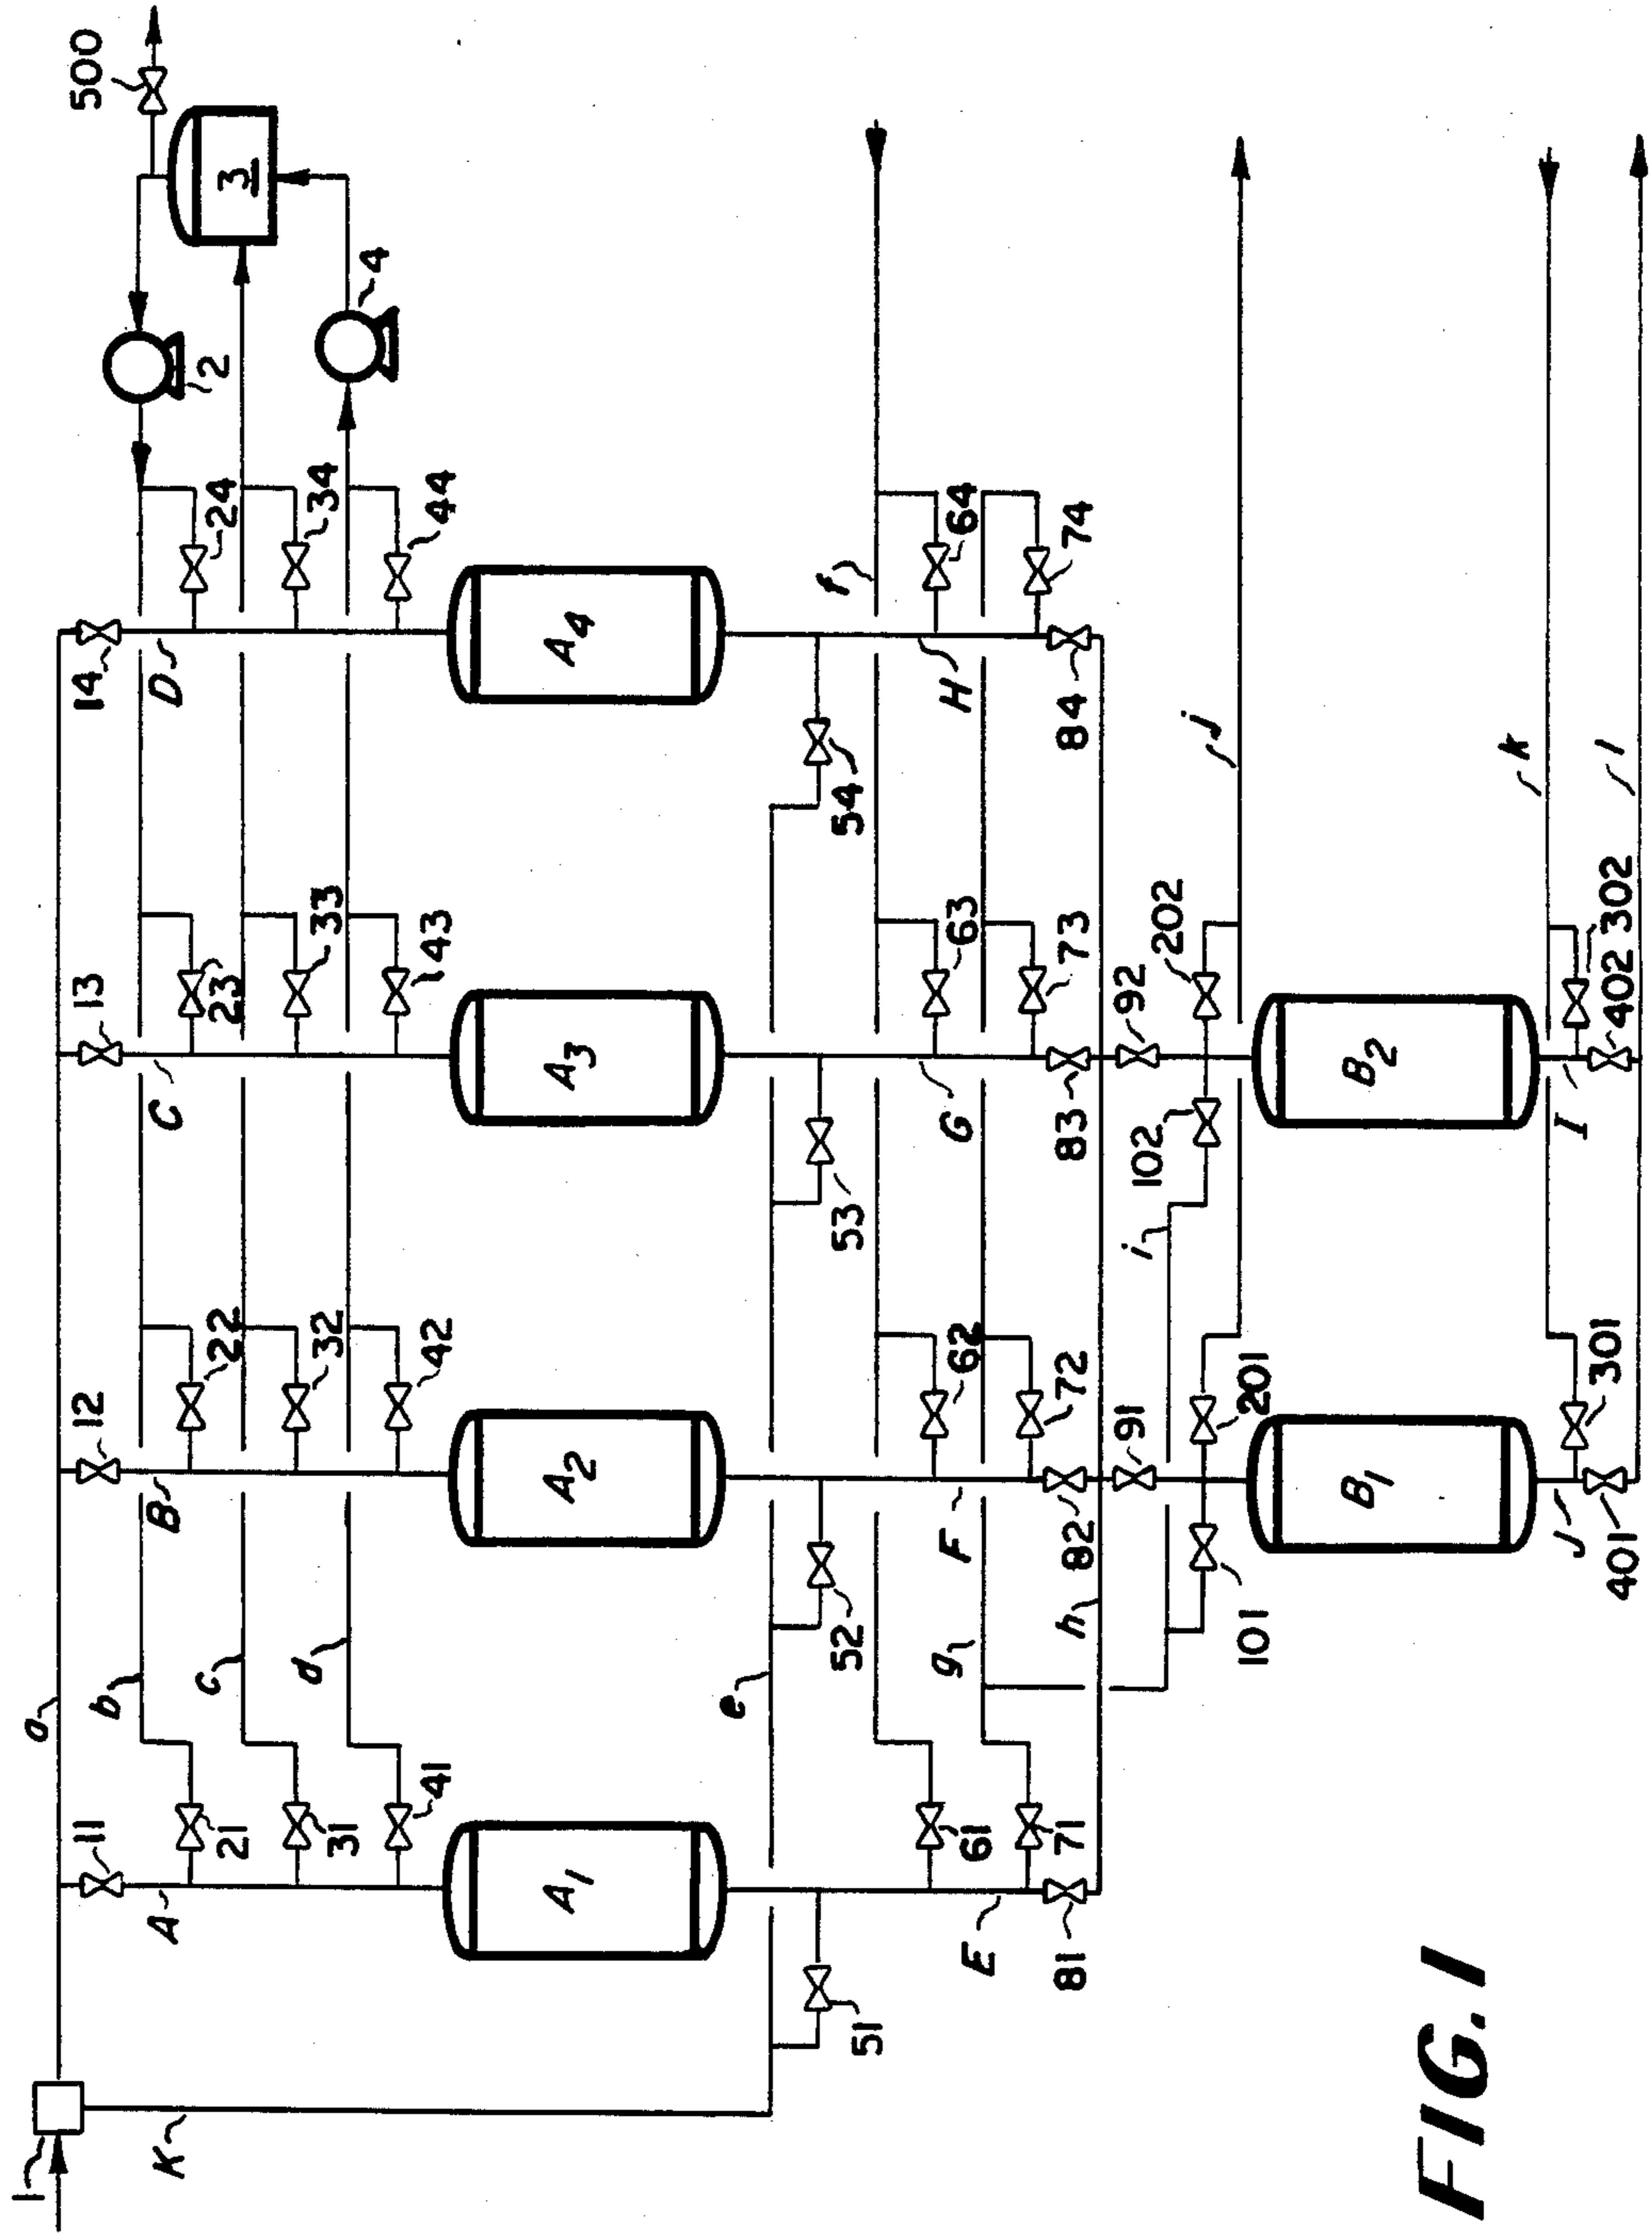 FIG. 1
1
a
11
12
13
14
500
A
B
C
D
b
21
22
23
24
2
3
c
31
32
33
34
d
41
42
43
44
4
K
A1
A2
A3
A4
e
51
52
53
54
f
61
62
63
64
g
E
F
G
H
71
72
73
74
81
82
83
84
h
91
92
i
101
102
201
202
j
B1
B2
k
J
I
301
302
401
402
l